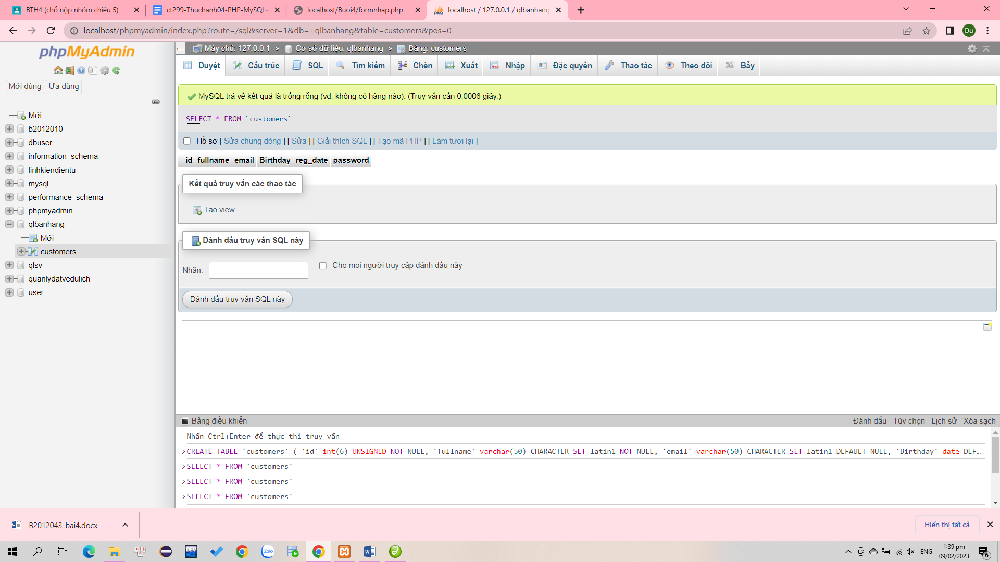 BTH4 (chỗ nộp nhóm chiều 5)
ct299-Thuchanh04-PHP-MySQL-
localhost/Buoi4/formnhap.php
localhost / 127.0.0.1 / qlbanhang
localhost/phpmyadmin/index.php?route=/sql&server=1&db=+qlbanhang&table=customers&pos=0
Du
phpMyAdmin
Mới dùng
Ưa dùng
Mới
b2012010
dbuser
information_schema
linhkiendientu
mysql
performance_schema
phpmyadmin
qlbanhang
Mới
customers
qlsv
quanlydatvedulich
user
Máy chủ: 127.0.0.1 » Cơ sở dữ liệu: qlbanhang » Bảng: customers
Duyệt
Cấu trúc
SQL
Tìm kiếm
Chèn
Xuất
Nhập
Đặc quyền
Thao tác
Theo dõi
Bẫy
MySQL trả về kết quả là trống rỗng (vd. không có hàng nào). (Truy vấn cần 0,0006 giây.)
SELECT * FROM `customers`
Hồ sơ [ Sửa chung dòng ] [ Sửa ] [ Giải thích SQL ] [ Tạo mã PHP ] [ Làm tươi lại ]
id fullname email Birthday reg_date password
Kết quả truy vấn các thao tác
Tạo view
Đánh dấu truy vấn SQL này
Nhãn:
Cho mọi người truy cập đánh dấu này
Đánh dấu truy vấn SQL này
Bảng điều khiển
Đánh dấu Tùy chọn Lịch sử Xóa sạch
Nhấn Ctrl+Enter để thực thi truy vấn
>CREATE TABLE `customers` ( `id` int(6) UNSIGNED NOT NULL, `fullname` varchar(50) CHARACTER SET latin1 NOT NULL, `email` varchar(50) CHARACTER SET latin1 DEFAULT NULL, `Birthday` date DEF…
>SELECT * FROM `customers`
>SELECT * FROM `customers`
>SELECT * FROM `customers`
B2012043_bai4.docx
Hiển thị tất cả
DEV
Zalo
ENG
1:39 pm
09/02/2023
6